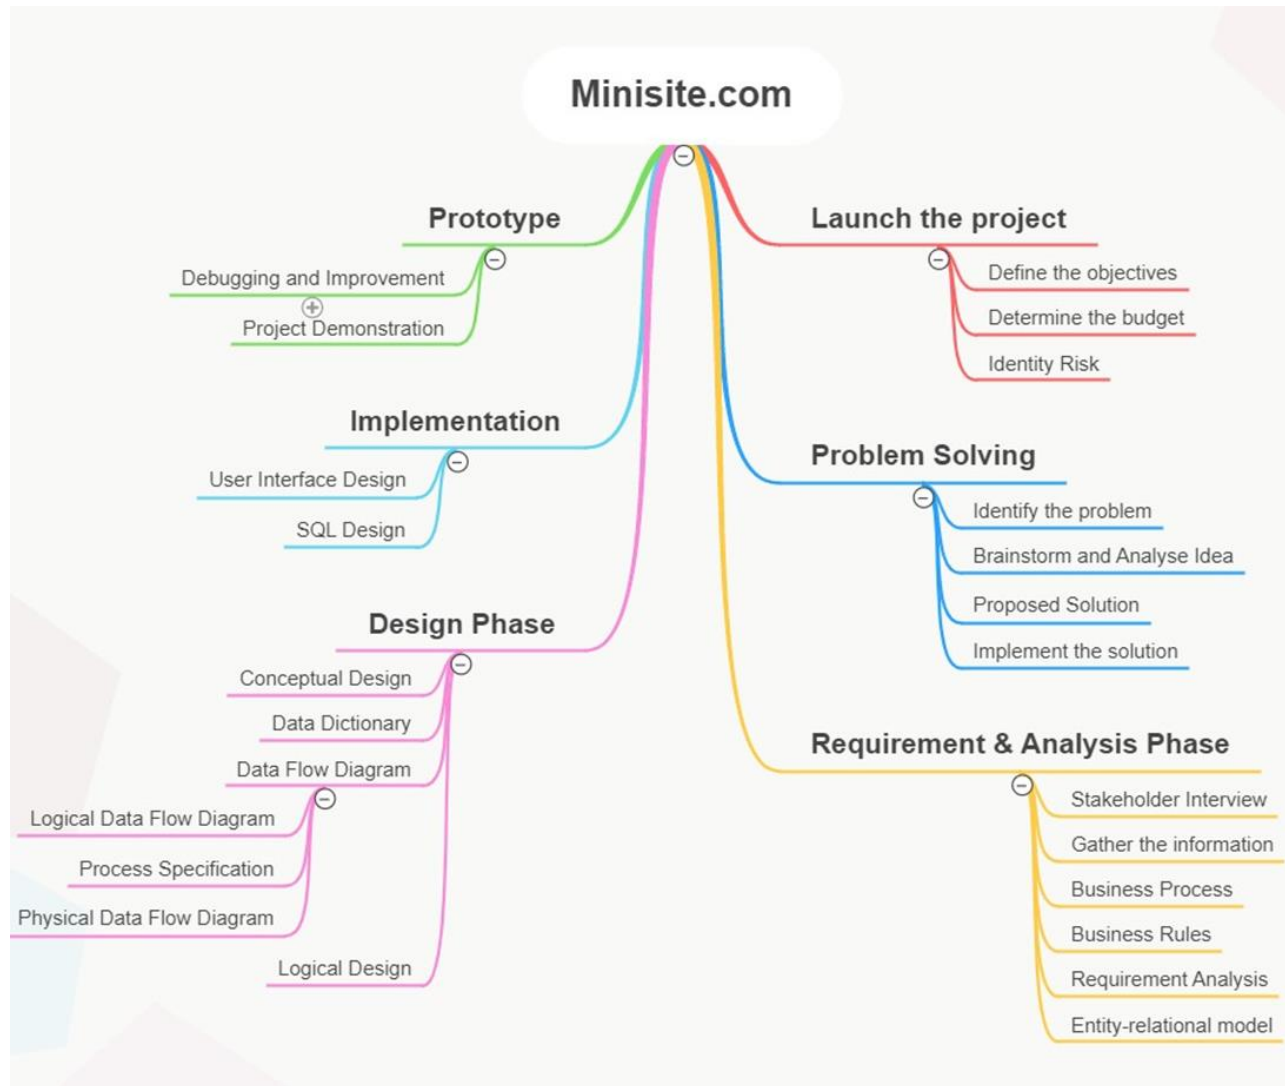 Minisite.com
Launch the project
Define the objectives
Determine the budget
Identity Risk
Problem Solving
Identify the problem
Brainstorm and Analyse Idea
Proposed Solution
Implement the solution
Requirement & Analysis Phase
Stakeholder Interview
Gather the information
Business Process
Business Rules
Requirement Analysis
Entity-relational model
Prototype
Debugging and Improvement
Project Demonstration
Implementation
User Interface Design
SQL Design
Design Phase
Conceptual Design
Data Dictionary
Data Flow Diagram
Logical Data Flow Diagram
Process Specification
Physical Data Flow Diagram
Logical Design